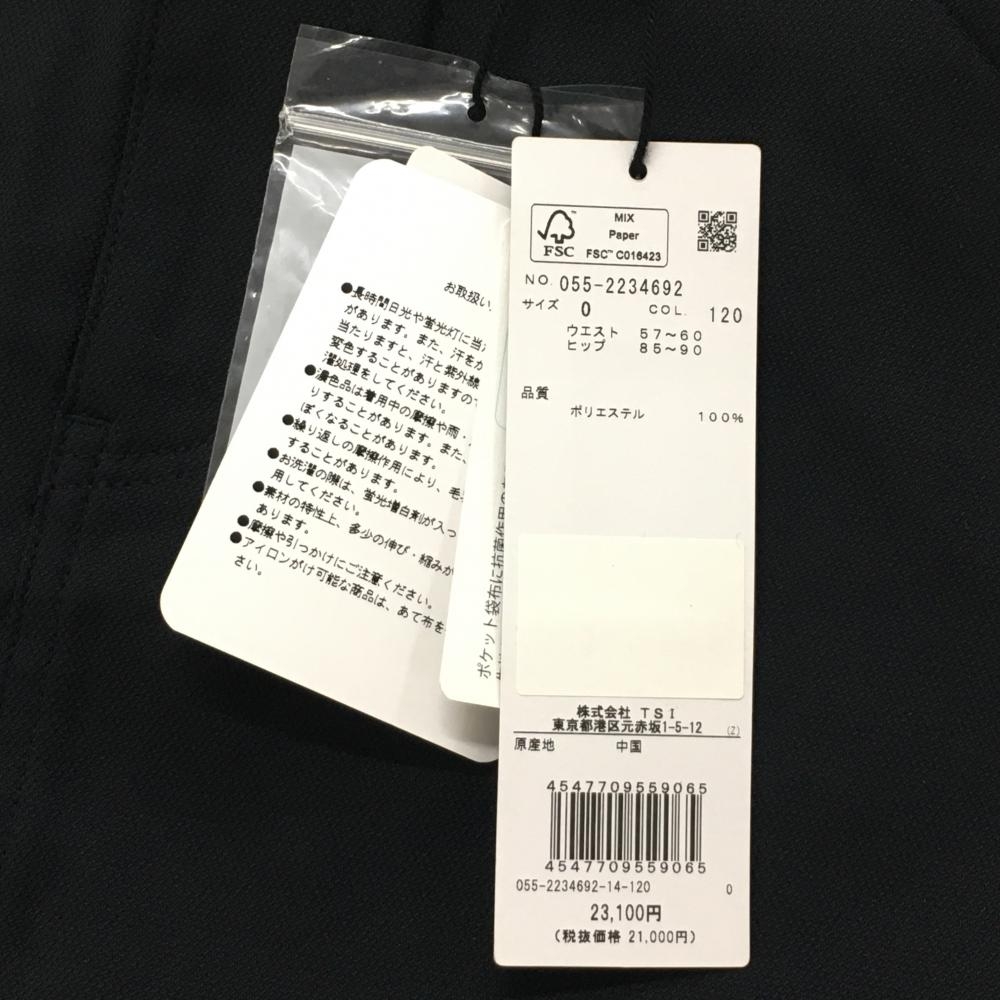 お取扱い
●長時間日光や蛍光灯に当
があります。また、汗をか
当たりますと、汗と紫外線
変色することがありますの
濯処理をしてください。
●濃色品は着用中の摩擦や雨・
りすることがあります。また、
ぽくなることがあります。
●繰り返しの摩擦作用により、毛
することがあります。
●お洗濯の際は、蛍光増白剤が入っ
用してください。
●素材の特性上、多少の伸び・縮みが
あります。
●摩擦や引っかけにご注意ください。
●アイロンがけ可能な商品は、あて布を
さい。
ポケット袋布に抗菌作用の
MIX
Paper
FSC™ C016423
FSC
NO. 055-2234692
サイズ 0 COL. 120
ウエスト 57～60
ヒップ 85～90
品質
ポリエステル 100%
株式会社 TSI
東京都港区元赤坂1-5-12 (Z)
原産地 中国
4547709559065
4547709559065
055-2234692-14-120 0
23,100円
(税抜価格 21,000円)